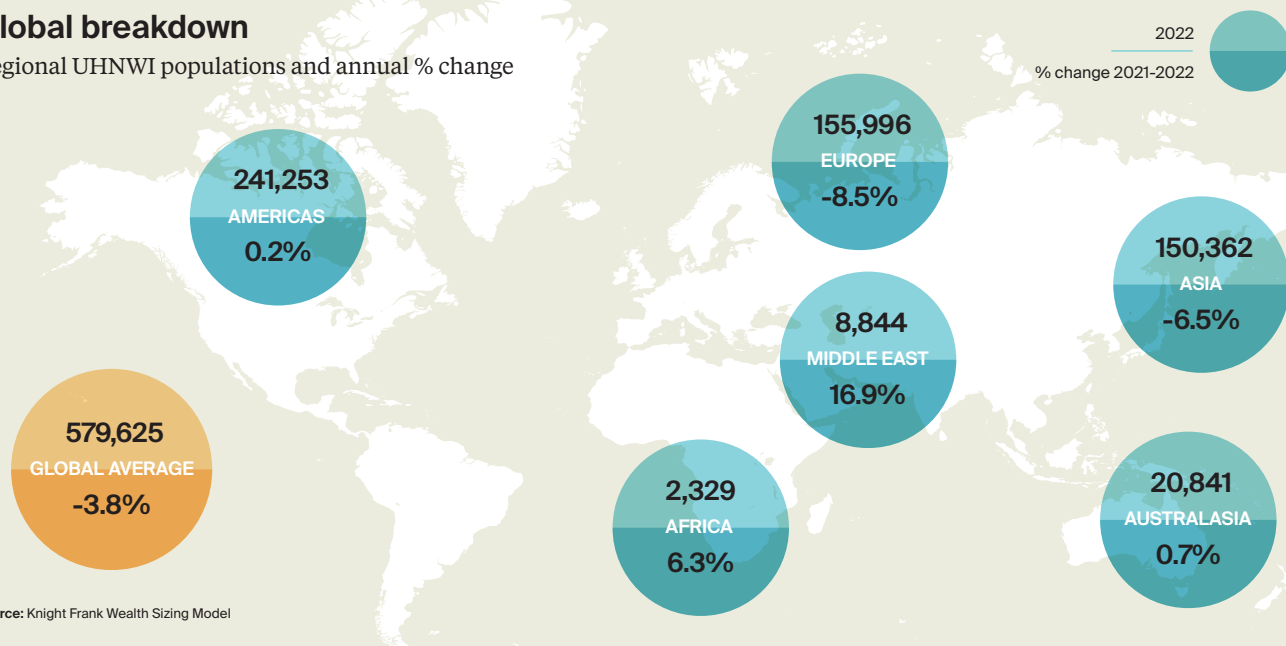 lobal breakdown
egional UHNWI populations and annual % change
2022
% change 2021-2022
241,253
AMERICAS
0.2%
155,996
EUROPE
-8.5%
150,362
ASIA
-6.5%
8,844
MIDDLE EAST
16.9%
579,625
GLOBAL AVERAGE
-3.8%
2,329
AFRICA
6.3%
20,841
AUSTRALASIA
0.7%
rce: Knight Frank Wealth Sizing Model